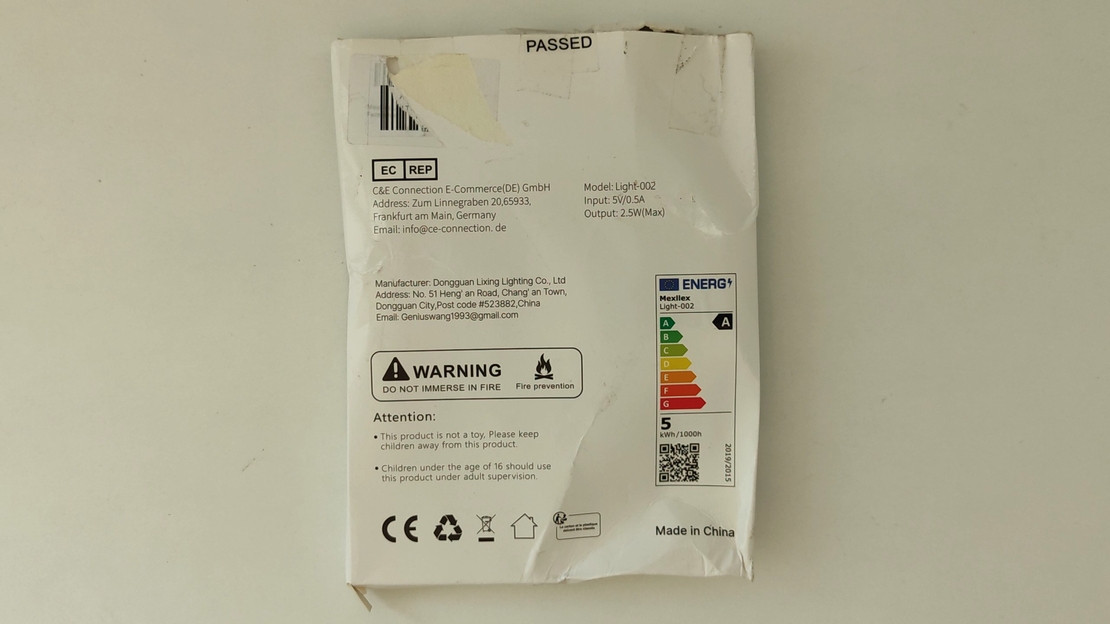 PASSED
EC REP
C&E Connection E-Commerce(DE) GmbH
Address: Zum Linnegraben 20,65933,
Frankfurt am Main, Germany
Email: info@ce-connection. de
Model: Light-002
Input: 5V/0.5A
Output: 2.5W(Max)
Manufacturer: Dongguan Lixing Lighting Co., Ltd
Address: No. 51 Heng' an Road, Chang' an Town,
Dongguan City,Post code #523882,China
Email: Geniuswang1993@gmail.com
WARNING
DO NOT IMMERSE IN FIRE
Fire prevention
Attention:
• This product is not a toy, Please keep
children away from this product.
• Children under the age of 16 should use
this product under adult supervision.
ENERG
Mexllex
Light-002
A
A
B
C
D
E
F
G
5
kWh/1000h
2019/2015
CE
Made in China